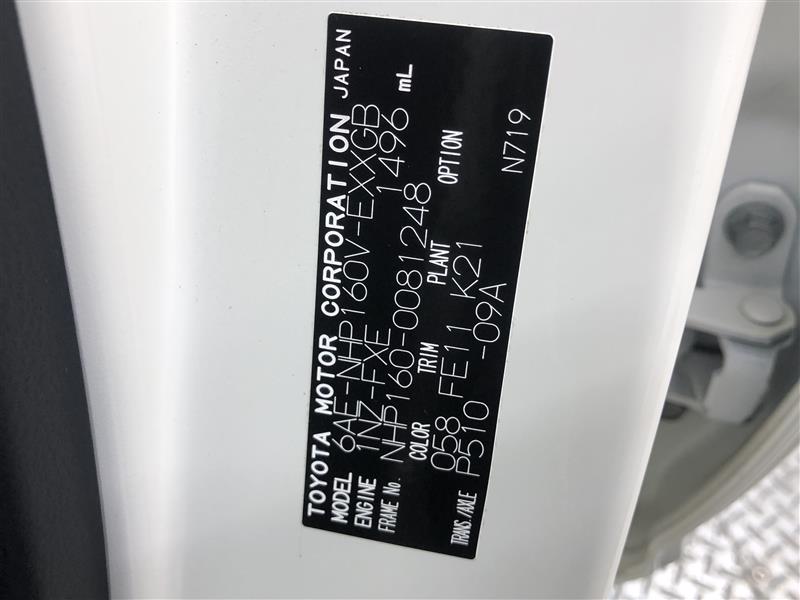 TOYOTA MOTOR CORPORATION JAPAN
MODEL 6AE-NHP160V-EXXGB
ENGINE 1NZ-FXE 1496 mL
FRAME No. NHP160-0081248
COLOR TRIM PLANT OPTION
058 FE11 K21
TRANS./AXLE P510 -09A N719